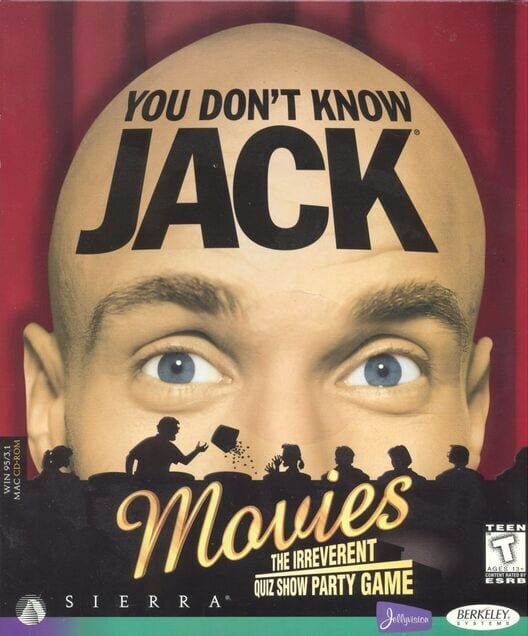 YOU DON'T KNOW
JACK®
WIN 95/3.1
MAC CD-ROM
Movies
THE IRREVERENT
QUIZ SHOW PARTY GAME
TEEN
T
AGES 13+
CONTENT RATED BY
ESRB
SIERRA®
Jellyvision
BERKELEY
SYSTEMS